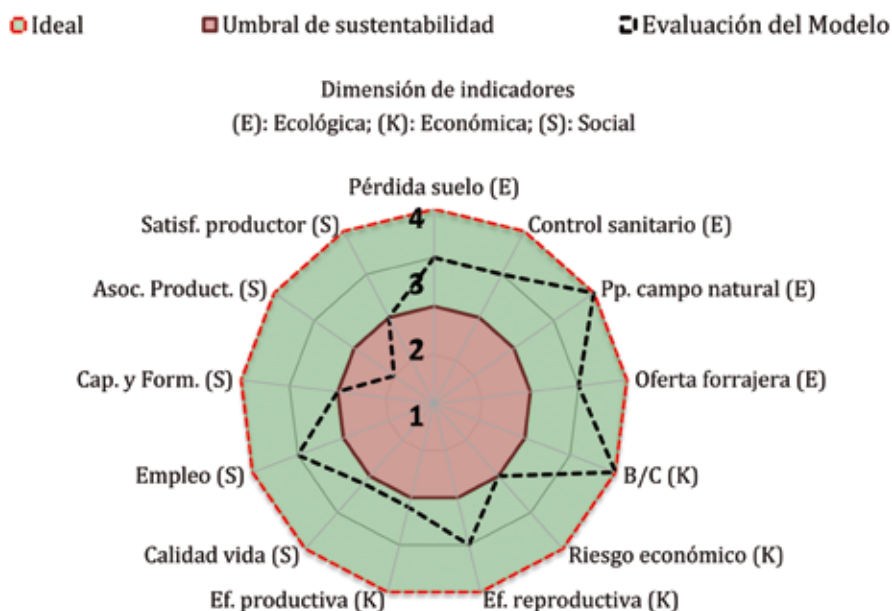 Ideal
Umbral de sustentabilidad
Evaluación del Modelo
Dimensión de indicadores
(E): Ecológica; (K): Económica; (S): Social
Pérdida suelo (E)
Satisf. productor (S)
Control sanitario (E)
Asoc. Product. (S)
Pp. campo natural (E)
Cap. y Form. (S)
Oferta forrajera (E)
Empleo (S)
B/C (K)
Calidad vida (S)
Riesgo económico (K)
Ef. productiva (K)
Ef. reproductiva (K)
4
3
2
1